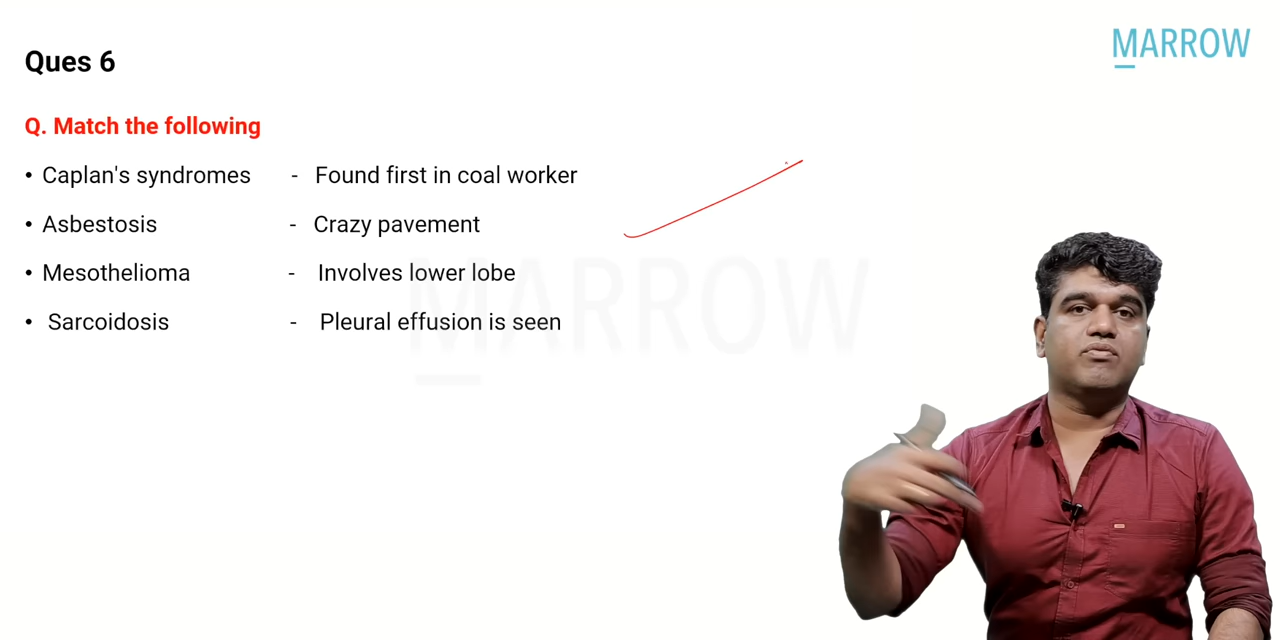 MARROW
Ques 6
Q. Match the following
• Caplan's syndromes - Found first in coal worker
• Asbestosis - Crazy pavement
• Mesothelioma - Involves lower lobe
• Sarcoidosis - Pleural effusion is seen
MARROW